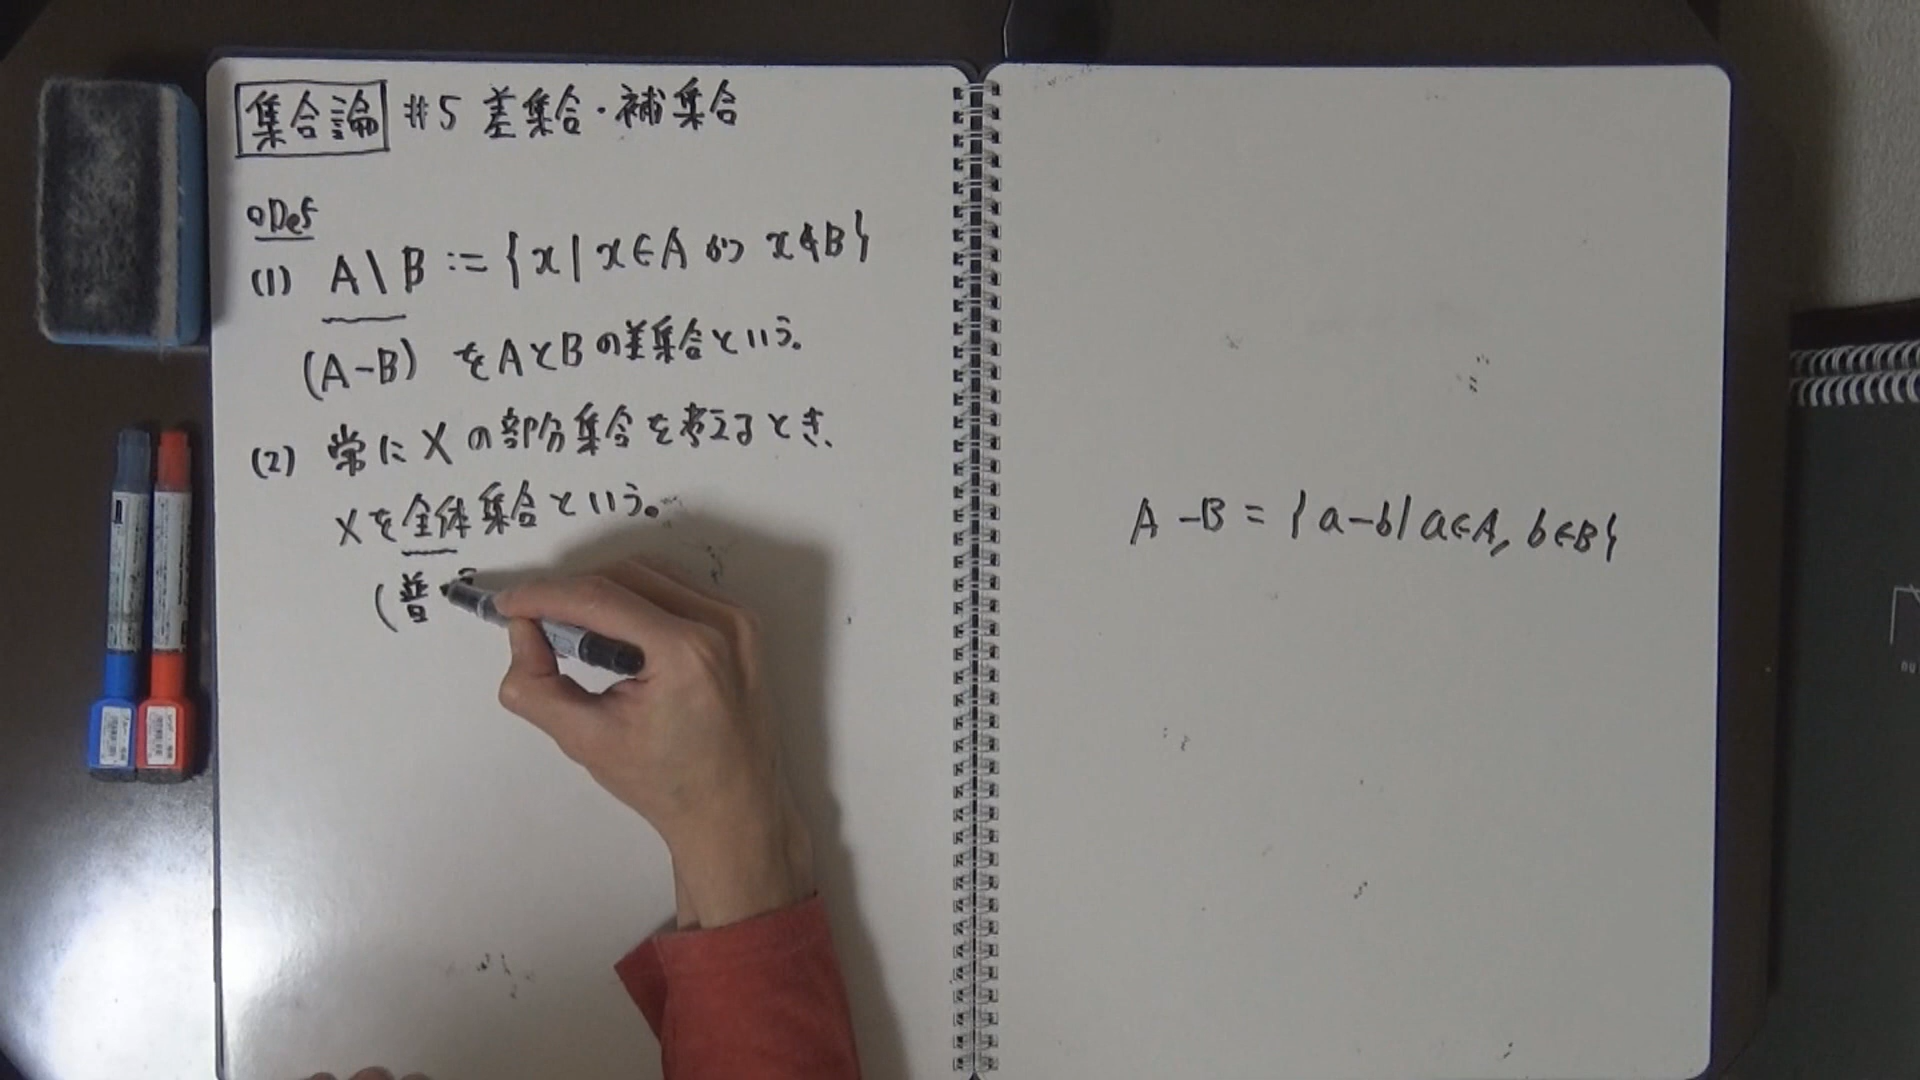 集合論 #5 差集合・補集合
○Def
(1) A\B := {x|x∈A かつ x∉B}
(A-B) をAとBの差集合という。
(2) 常にXの部分集合を考えるとき、
Xを全体集合という。
(普
A-B = {a-b|a∈A, b∈B}